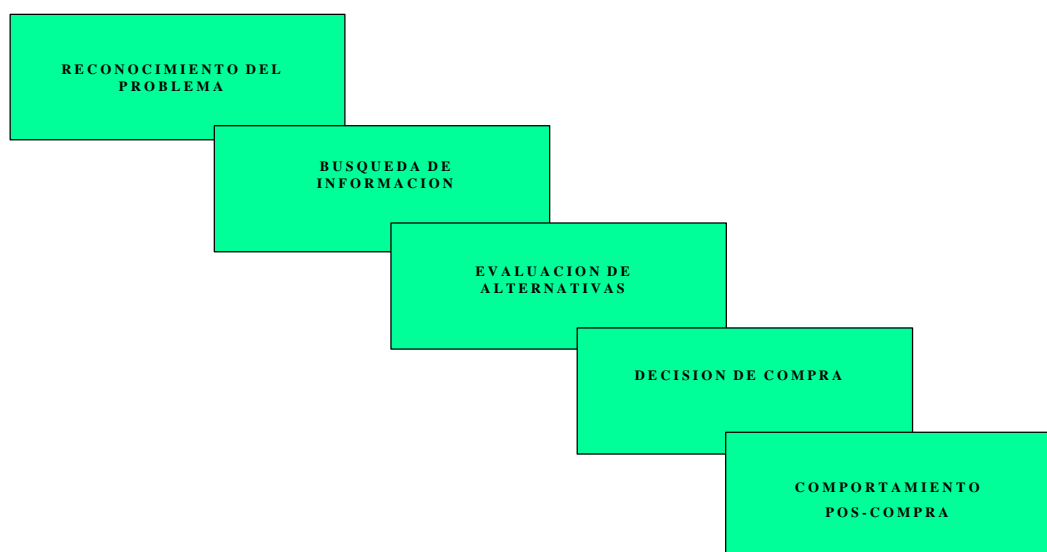 RECONOCIMIENTO DEL
PROBLEMA
BUSQUEDA DE
INFORMACION
EVALUACION DE
ALTERNATIVAS
DECISION DE COMPRA
COMPORTAMIENTO
POS-COMPRA